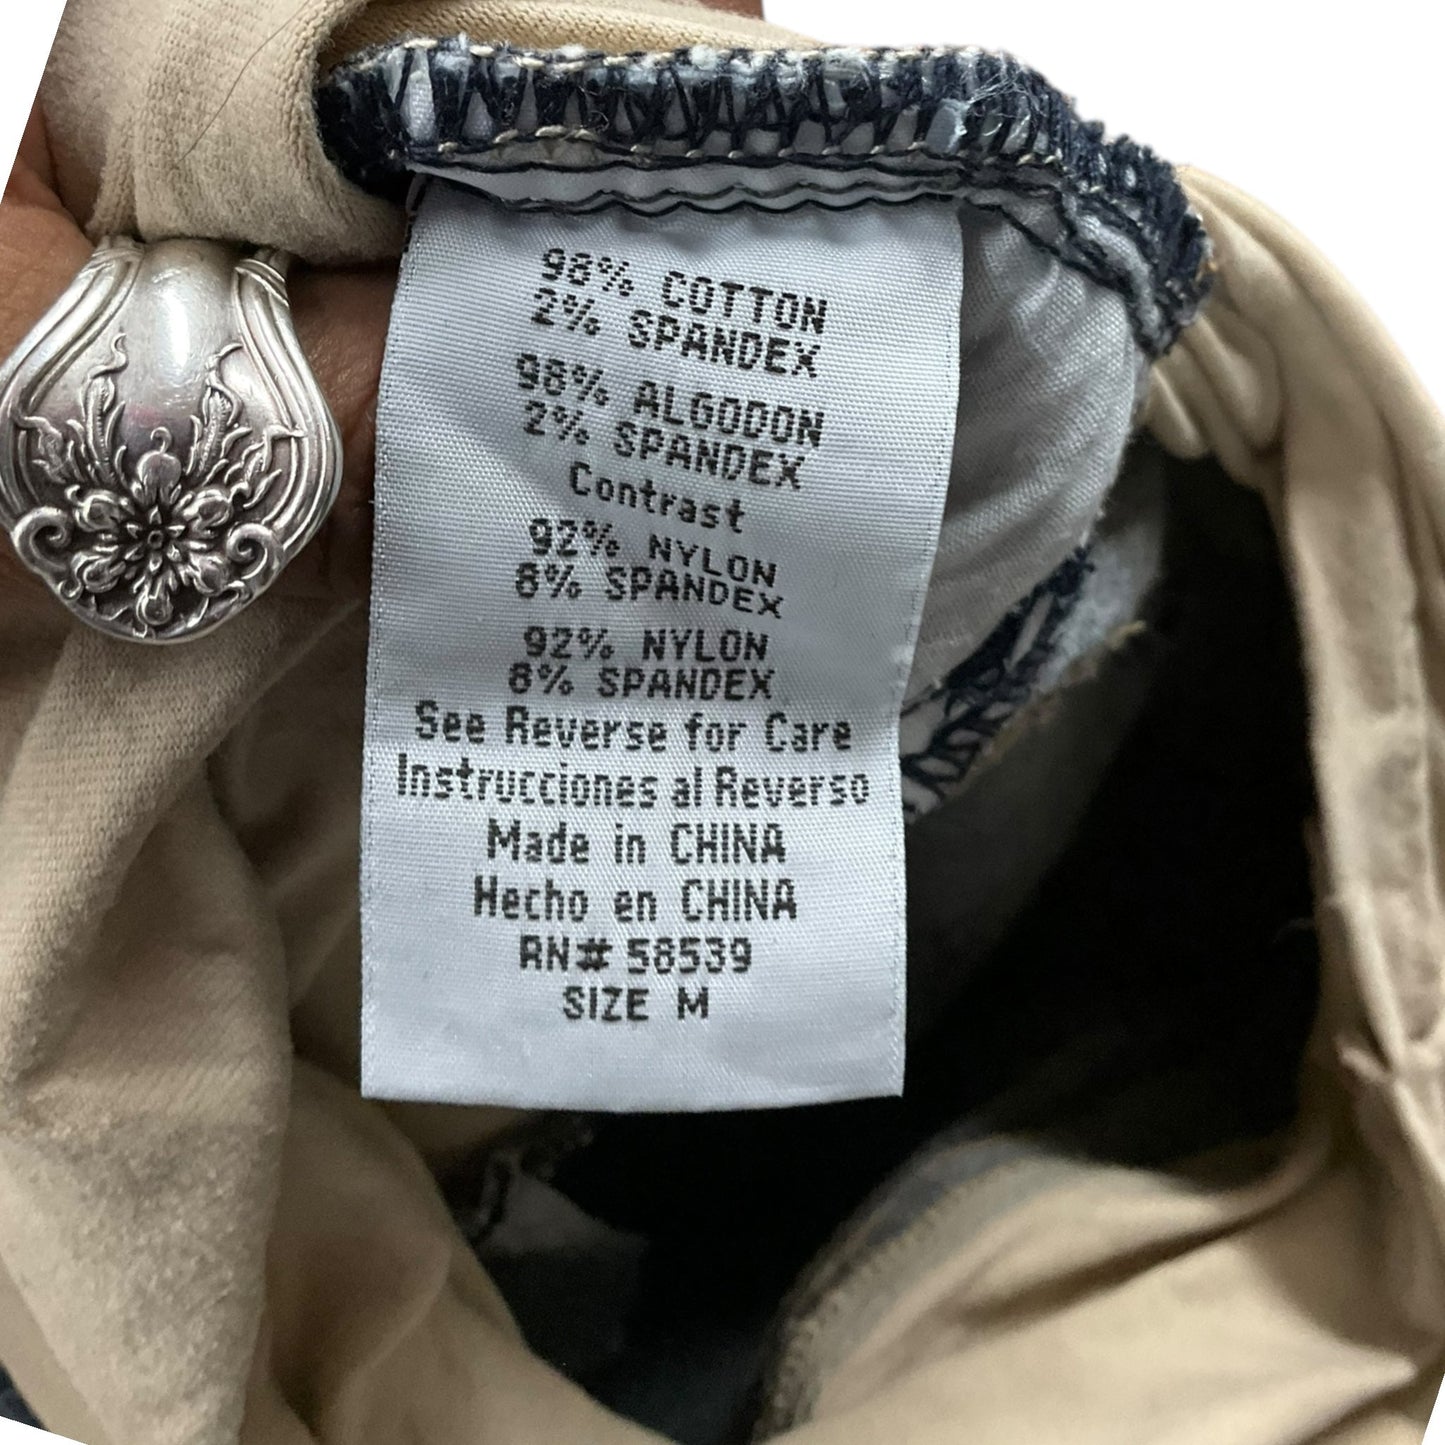 98% COTTON
2% SPANDEX
98% ALGODON
2% SPANDEX
Contrast
92% NYLON
8% SPANDEX
92% NYLON
8% SPANDEX
See Reverse for Care
Instrucciones al Reverso
Made in CHINA
Hecho en CHINA
RN# 58539
SIZE M